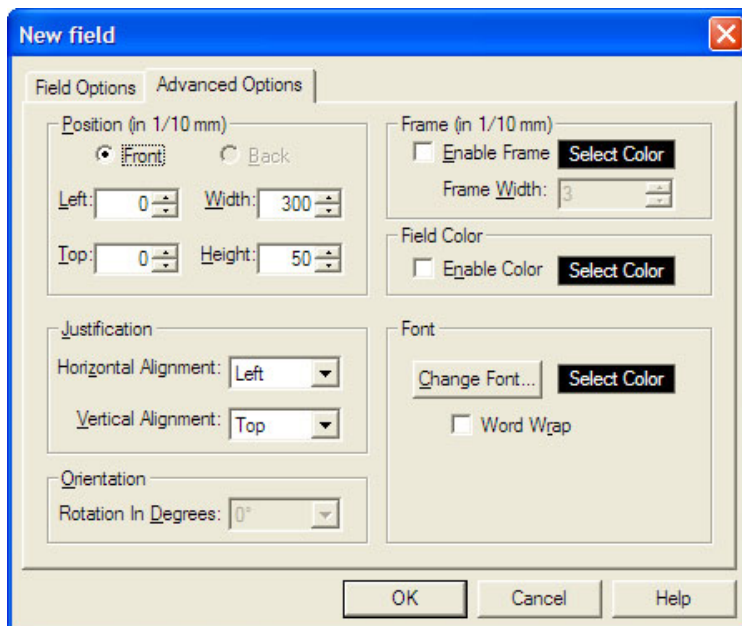 New field
Field Options Advanced Options
Position (in 1/10 mm)
Front Back
Left: 0 Width: 300
Top: 0 Height: 50
Frame (in 1/10 mm)
Enable Frame Select Color
Frame Width: 3
Field Color
Enable Color Select Color
Justification
Horizontal Alignment: Left
Vertical Alignment: Top
Font
Change Font... Select Color
Word Wrap
Orientation
Rotation In Degrees: 0°
OK Cancel Help